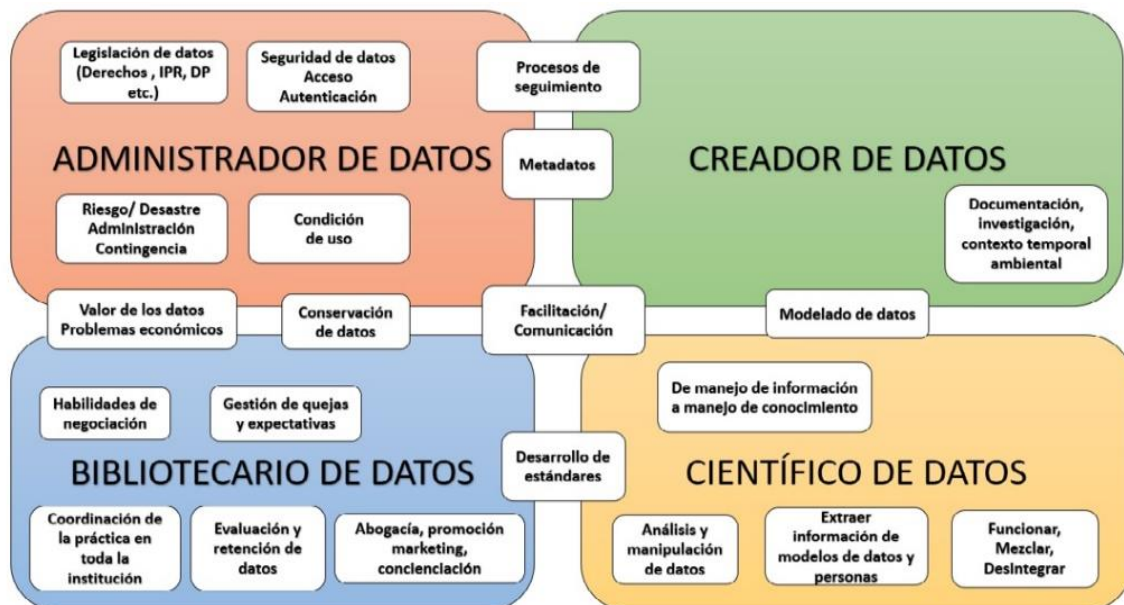 Legislación de datos
(Derechos , IPR, DP
etc.)
Seguridad de datos
Acceso
Autenticación
Procesos de
seguimiento
ADMINISTRADOR DE DATOS
Metadatos
CREADOR DE DATOS
Riesgo/ Desastre
Administración
Contingencia
Condición
de uso
Documentación,
investigación,
contexto temporal
ambiental
Valor de los datos
Problemas económicos
Conservación
de datos
Facilitación/
Comunicación
Modelado de datos
De manejo de información
a manejo de conocimiento
Habilidades de
negociación
Gestión de quejas
y expectativas
BIBLIOTECARIO DE DATOS
Desarrollo de
estándares
CIENTÍFICO DE DATOS
Coordinación de
la práctica en
toda la
institución
Evaluación y
retención de
datos
Abogacía, promoción
marketing,
concienciación
Análisis y
manipulación
de datos
Extraer
información de
modelos de datos y
personas
Funcionar,
Mezclar,
Desintegrar